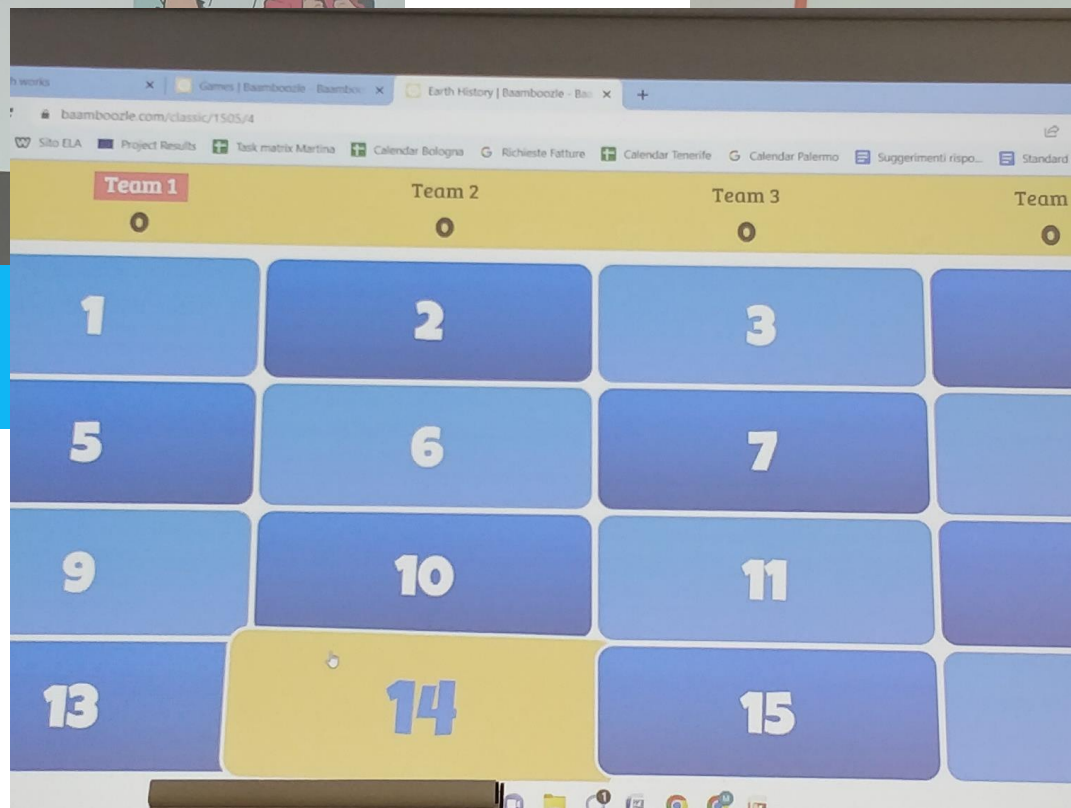 h works Games | Baamboozle - Baamboo Earth History | Baamboozle - Baa
baamboozle.com/classic/1505/4
Sito ELA Project Results Task matrix Martina Calendar Bologna Richieste Fatture Calendar Tenerife Calendar Palermo Suggerimenti rispo... Standard
Team 1 Team 2 Team 3 Team
0 0 0 0
1 2 3
5 6 7
9 10 11
13 14 15